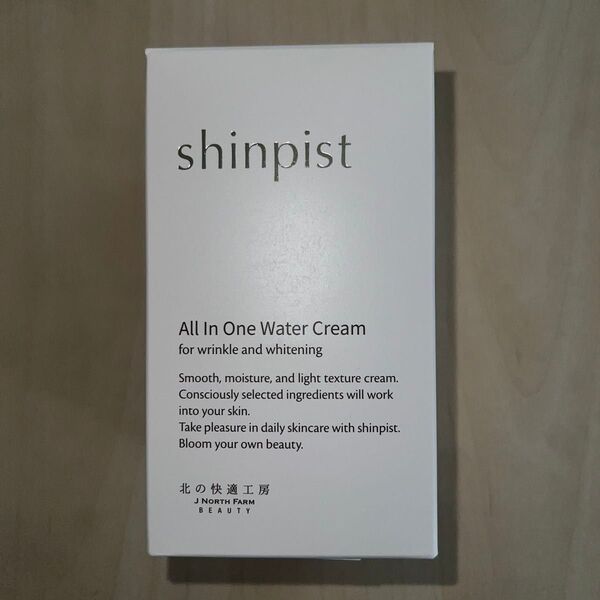 shinpist
All In One Water Cream
for wrinkle and whitening
Smooth, moisture, and light texture cream.
Consciously selected ingredients will work
into your skin.
Take pleasure in daily skincare with shinpist.
Bloom your own beauty.
北の快適工房
J NORTH FARM
BEAUTY